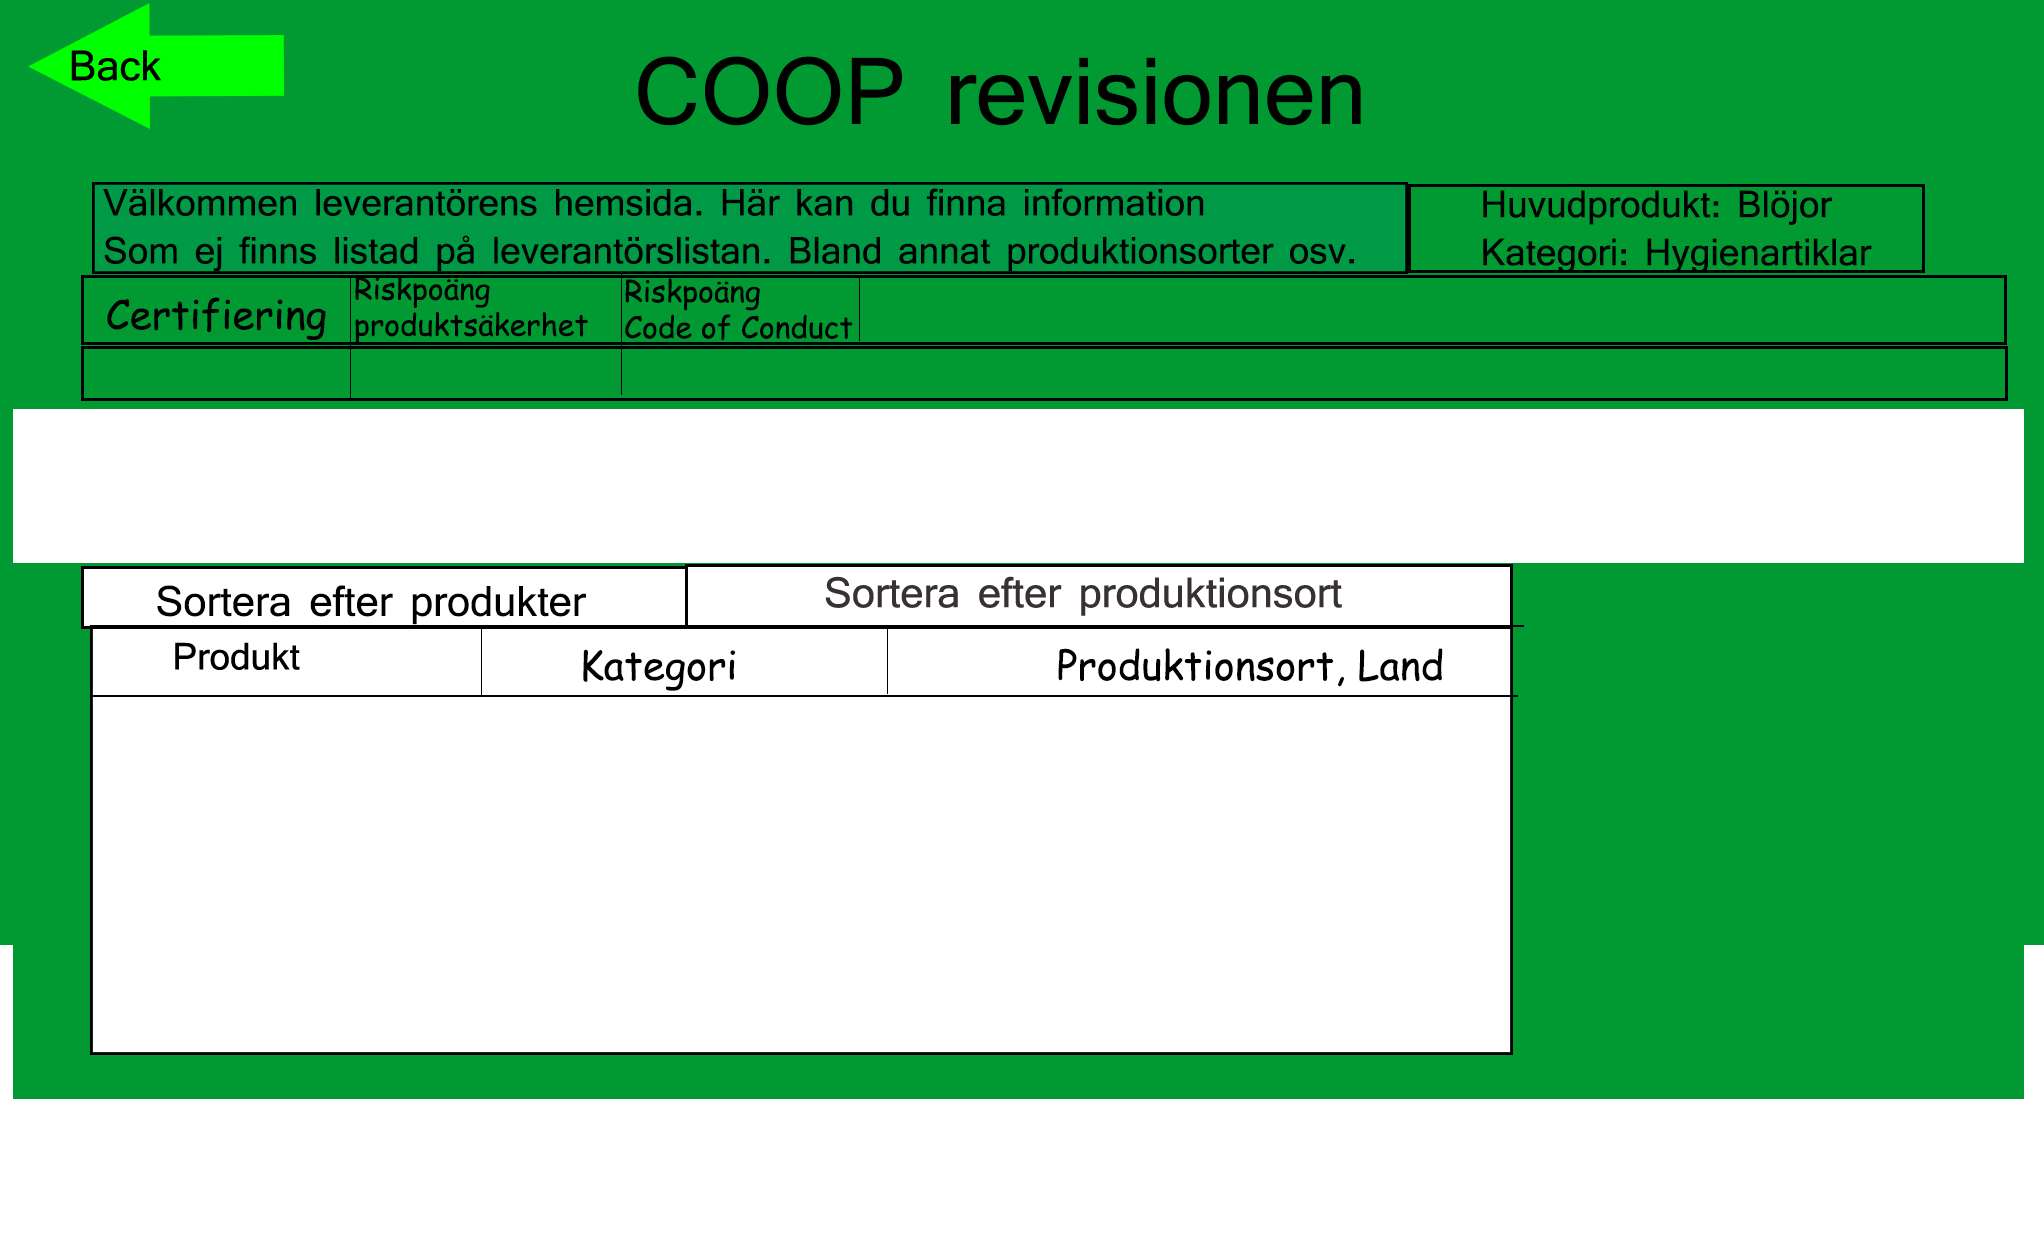 Back
COOP revisionen
Välkommen leverantörens hemsida. Här kan du finna information
Som ej finns listad på leverantörslistan. Bland annat produktionsorter osv.
Huvudprodukt: Blöjor
Kategori: Hygienartiklar
Certifiering
Riskpoäng
produktsäkerhet
Riskpoäng
Code of Conduct
Sortera efter produkter
Sortera efter produktionsort
Produkt
Kategori
Produktionsort, Land